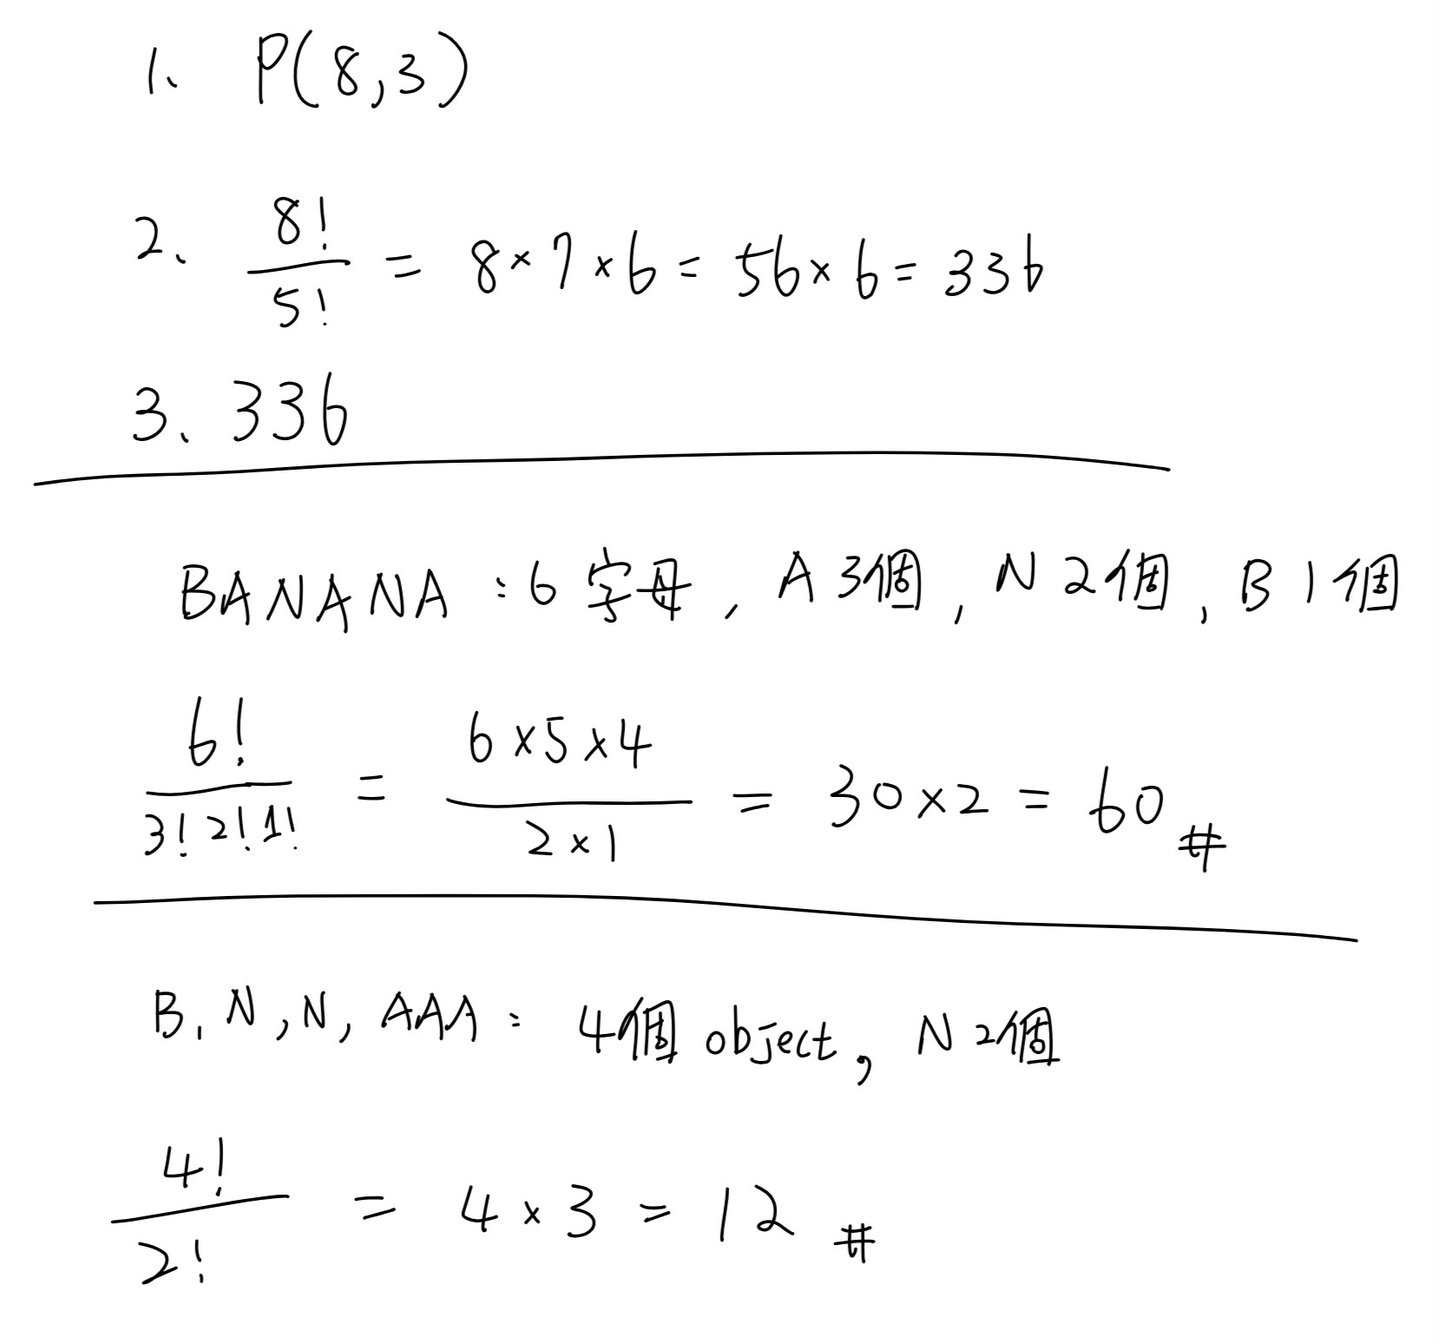 1、 P(8,3)
2、 8!/5! = 8×7×6 = 56×6 = 336
3、336
BANANA : 6 字母, A 3個, N 2個, B 1個
6!/3!2!1! = 6×5×4/2×1 = 30×2 = 60 #
B, N, N, AAA : 4個 object, N 2個
4!/2! = 4×3 = 12 #